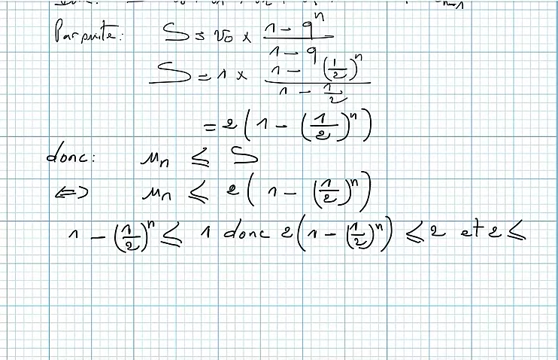 Par suite: S = v₀ × (1 - qⁿ)/(1 - q)
S = 1 × (1 - (1/2)ⁿ)/(1 - 1/2)
= 2(1 - (1/2)ⁿ)
donc: uₙ ≤ S
⇔ uₙ ≤ 2(1 - (1/2)ⁿ)
1 - (1/2)ⁿ ≤ 1 donc 2(1 - (1/2)ⁿ) ≤ 2 et 2 ≤